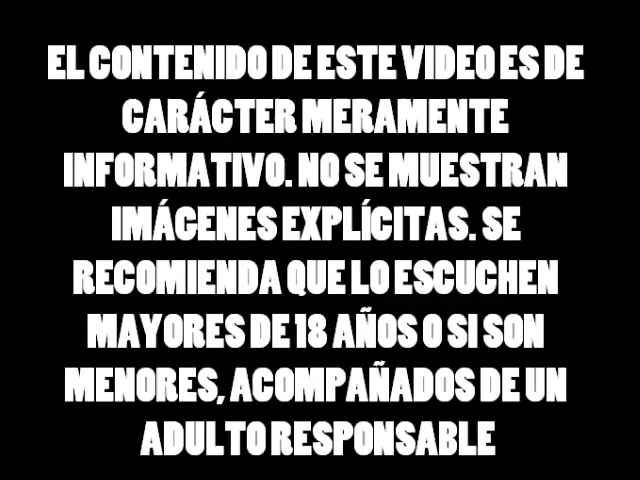 EL CONTENIDO DE ESTE VIDEO ES DE
CARÁCTER MERAMENTE
INFORMATIVO. NO SE MUESTRAN
IMÁGENES EXPLÍCITAS. SE
RECOMIENDA QUE LO ESCUCHEN
MAYORES DE 18 AÑOS O SI SON
MENORES, ACOMPAÑADOS DE UN
ADULTO RESPONSABLE